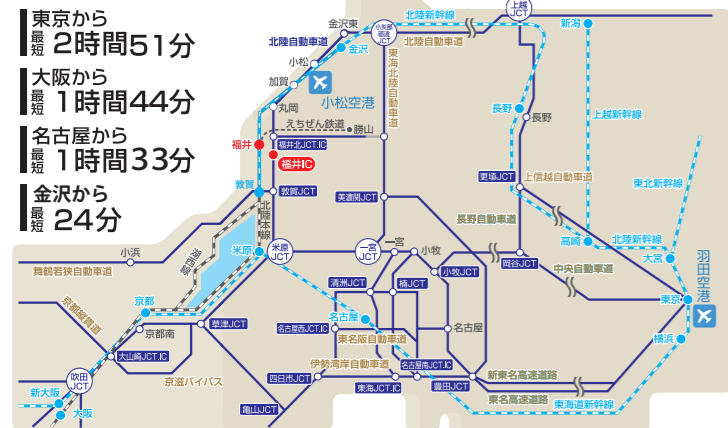 東京から
最短 2時間51分
大阪から
最短 1時間44分
名古屋から
最短 1時間33分
金沢から
最短 24分
上越JCT
北陸新幹線
新潟
金沢東
小矢部砺波JCT
北陸自動車道
金沢
北陸自動車道
小松
加賀
小松空港
東海北陸自動車道
丸岡
えちぜん鉄道
勝山
福井
福井北JCT.IC
福井IC
長野
長野
上越新幹線
敦賀
敦賀JCT
美濃関JCT
更埴JCT
上信越自動車道
東北新幹線
北陸本線
長野自動車道
高崎
北陸新幹線
小浜
湖西線
米原
米原JCT
一宮JCT
一宮
小牧
大宮
羽田空港
舞鶴若狭自動車道
小牧JCT
岡谷JCT
中央自動車道
清洲JCT
楠JCT
京都縦貫道
京都
東京
名古屋
草津JCT
京都南
名古屋西JCT.IC
名古屋
東名阪自動車道
横浜
大山崎JCT.IC
伊勢湾岸自動車道
名古屋南JCT.IC
吹田JCT
京滋バイパス
四日市JCT
東海JCT.IC
豊田JCT
新東名高速道路
新大阪
亀山JCT
東名高速道路
東海道新幹線
大阪